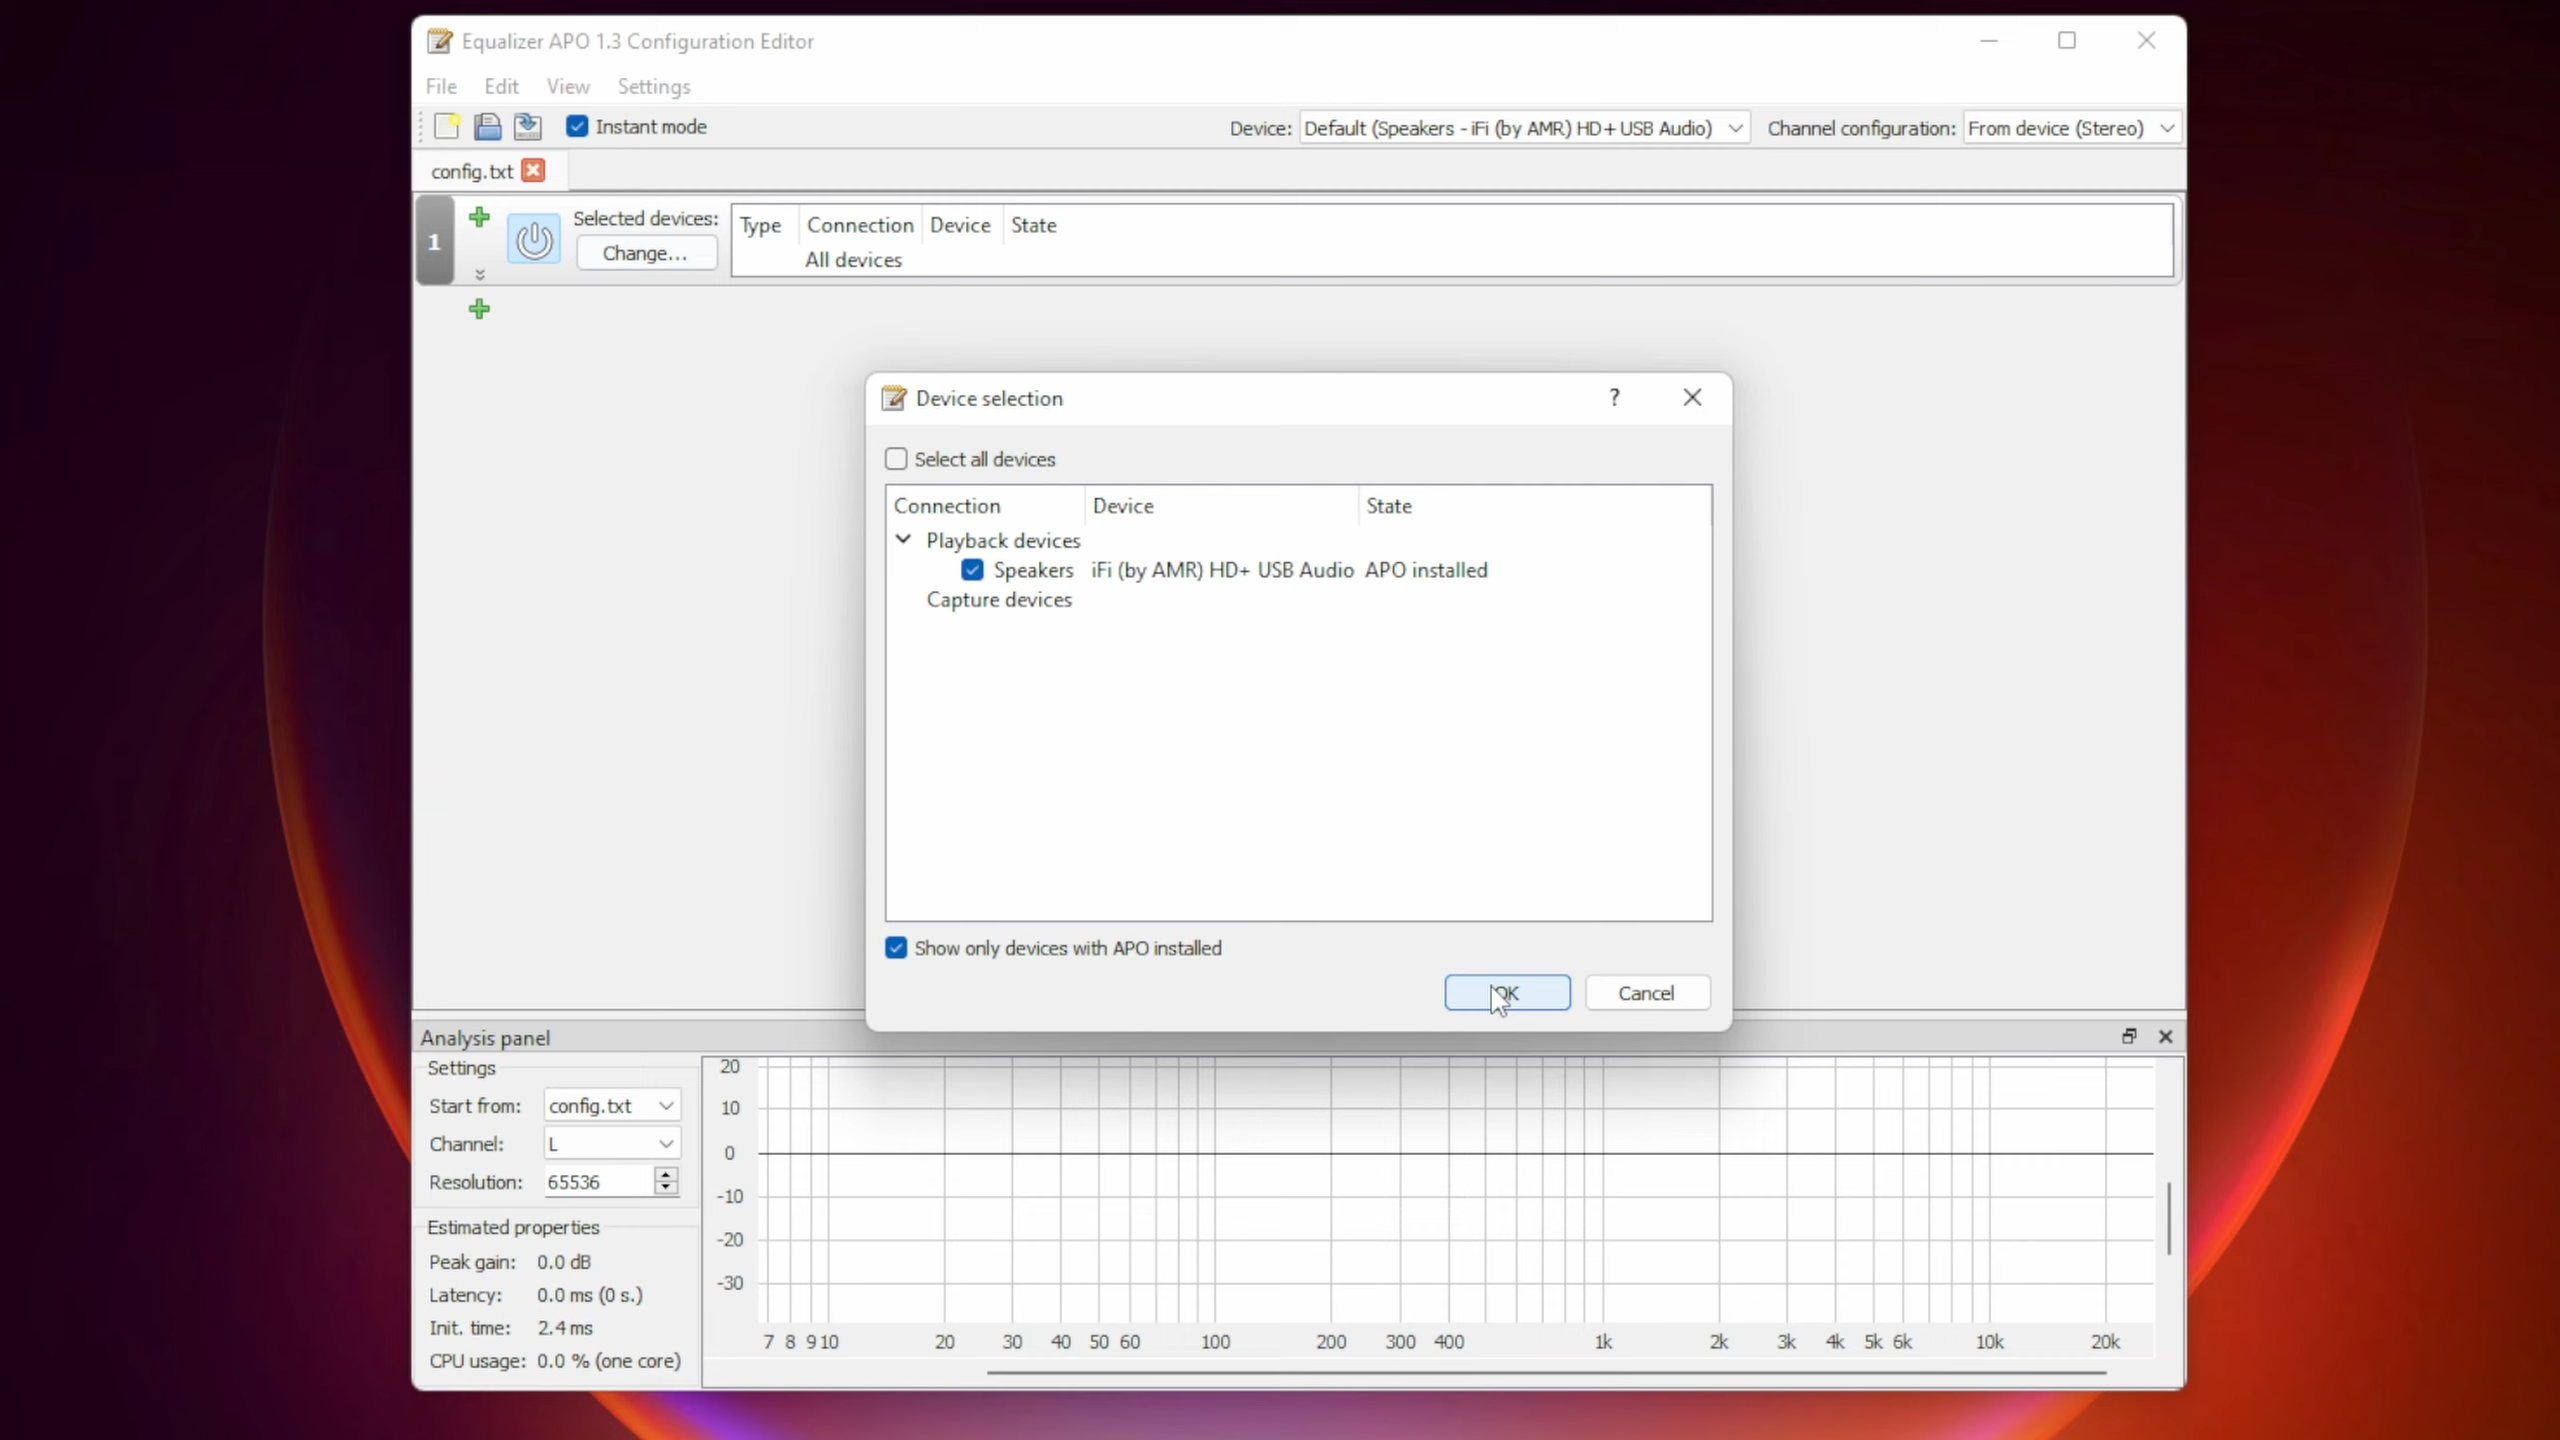 Equalizer APO 1.3 Configuration Editor
File Edit View Settings
Instant mode Device: Default (Speakers - iFi (by AMR) HD+ USB Audio) Channel configuration: From device (Stereo)
config.txt
1 Selected devices: Change... Type Connection Device State
All devices
Device selection ?
Select all devices
Connection Device State
Playback devices
Speakers iFi (by AMR) HD+ USB Audio APO installed
Capture devices
Show only devices with APO installed
OK Cancel
Analysis panel
Settings
Start from: config.txt
Channel: L
Resolution: 65536
Estimated properties
Peak gain: 0.0 dB
Latency: 0.0 ms (0 s.)
Init. time: 2.4 ms
CPU usage: 0.0 % (one core)
20
10
0
-10
-20
-30
7 8 9 10 20 30 40 50 60 100 200 300 400 1k 2k 3k 4k 5k 6k 10k 20k